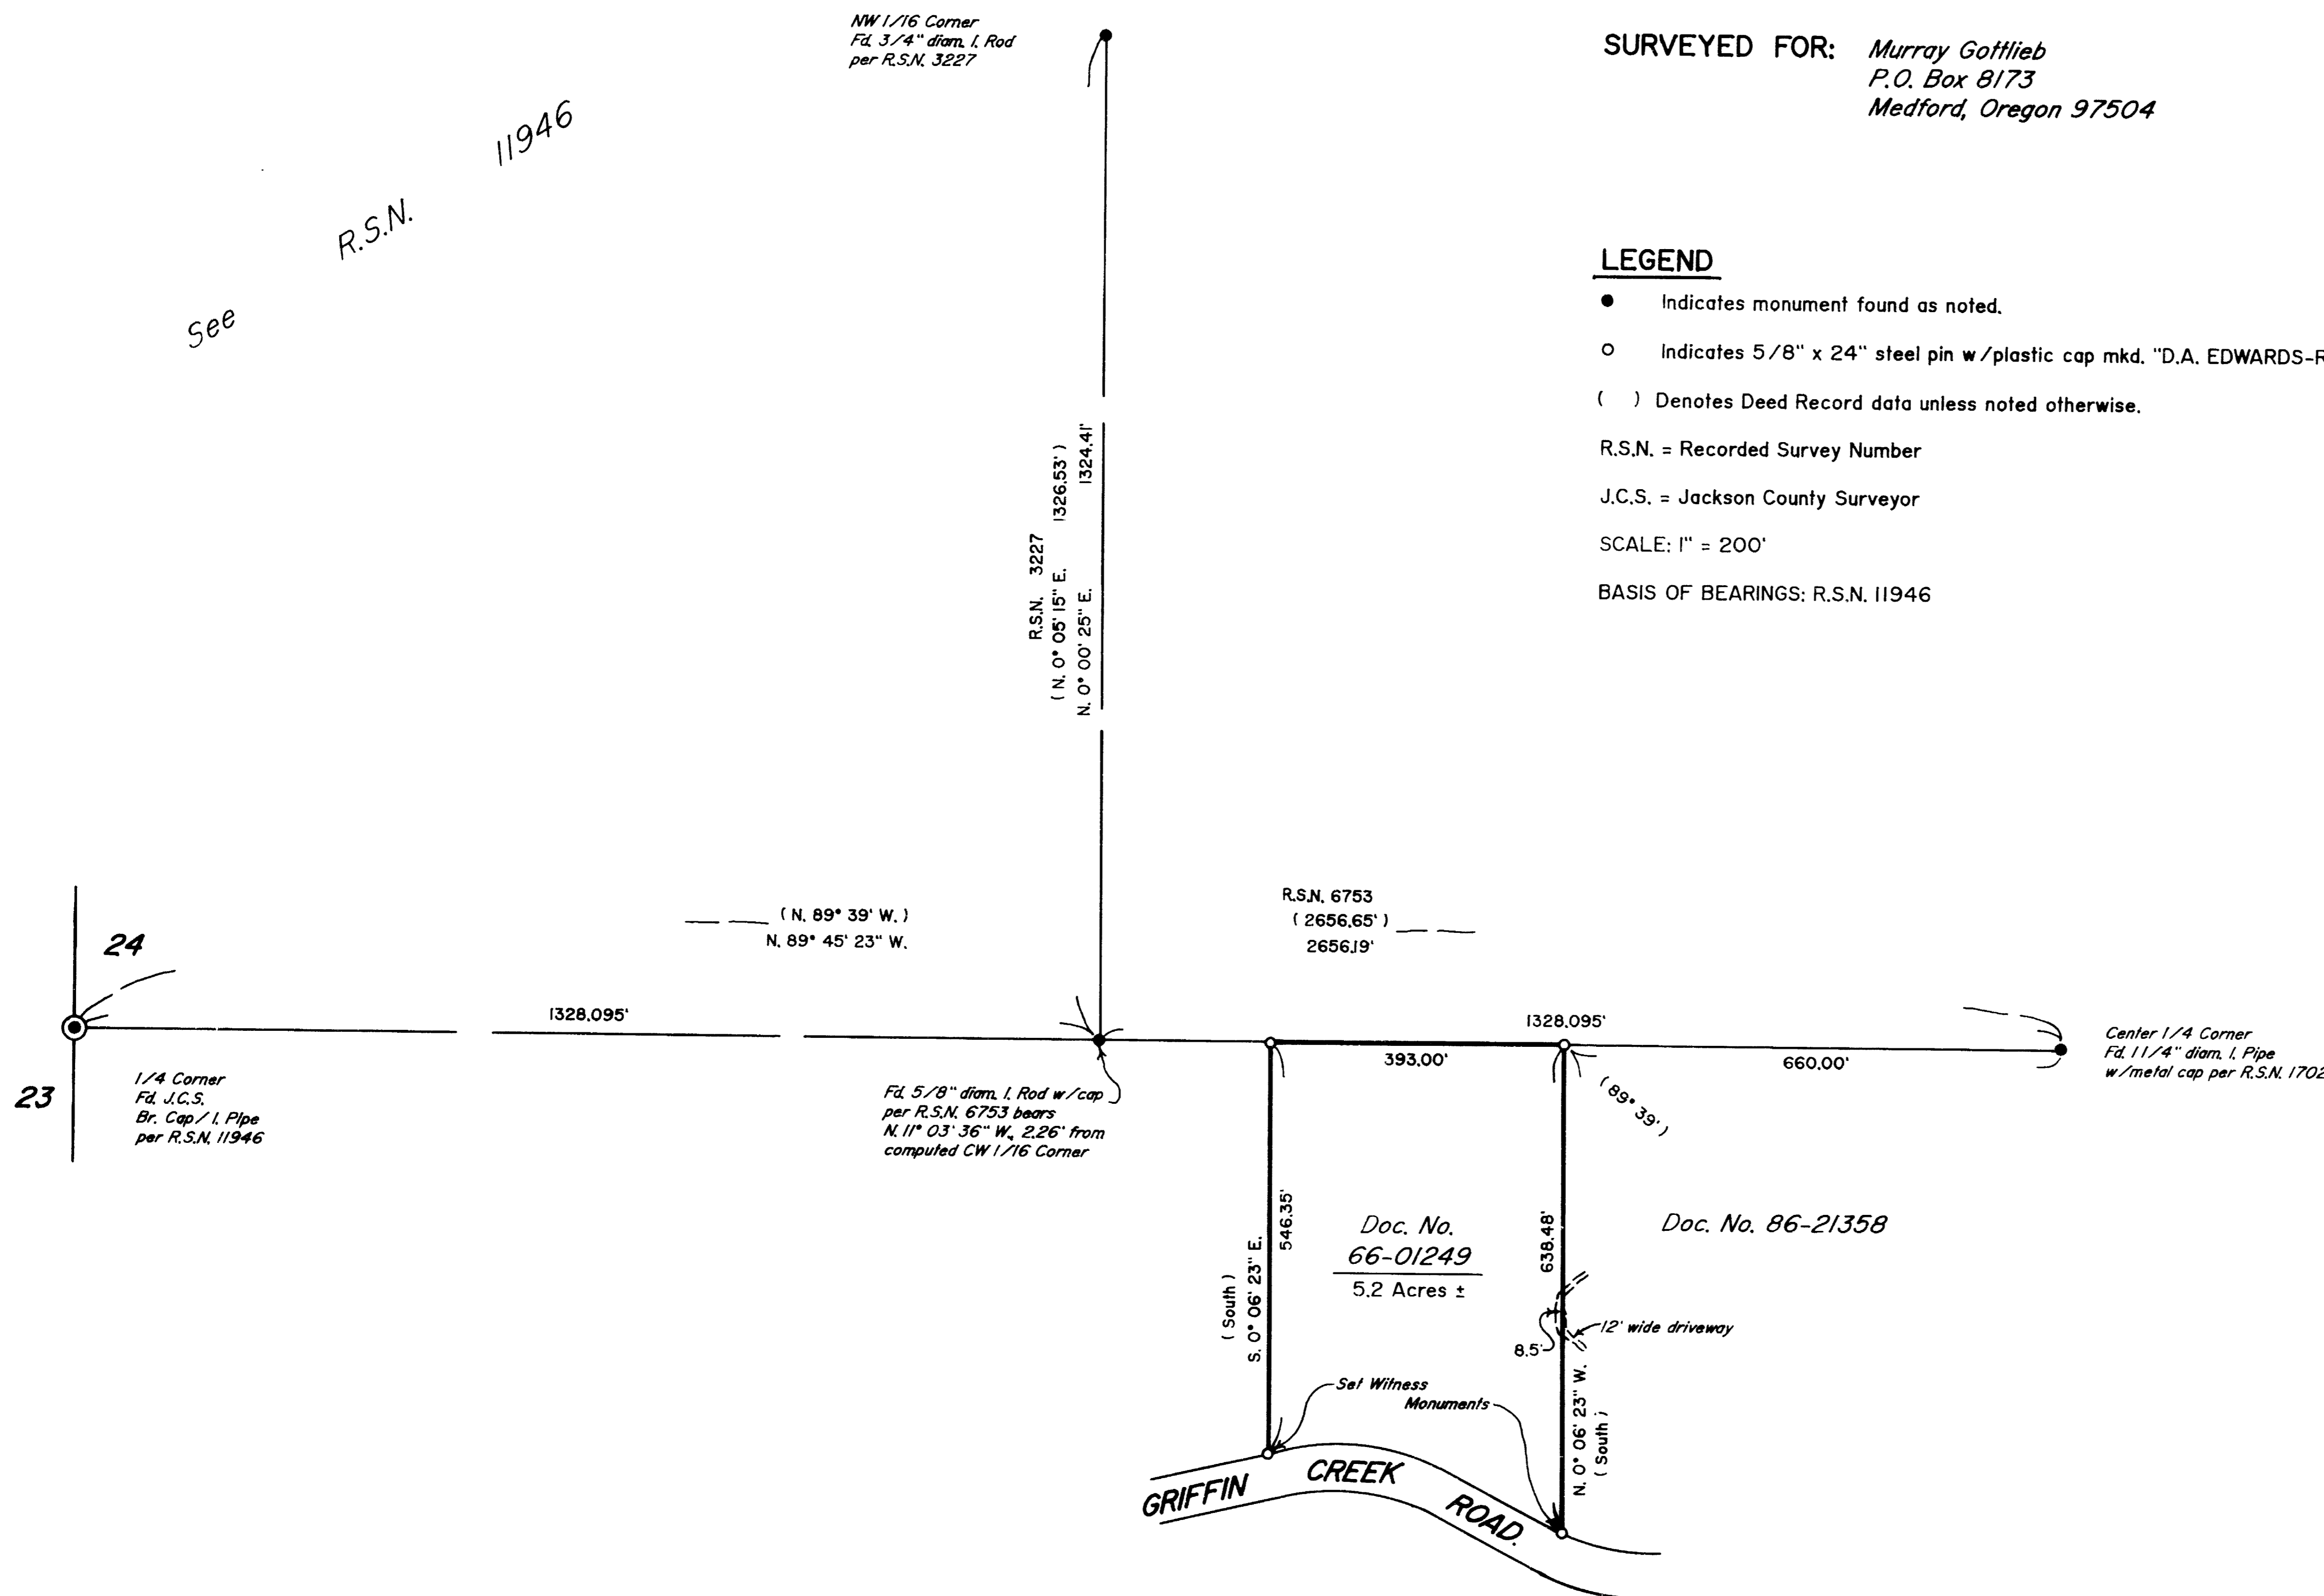 NW 1/16 Corner
Fd. 3/4" diam. I. Rod
per R.S.N. 3227
SURVEYED FOR: Murray Gottlieb
P.O. Box 8173
Medford, Oregon 97504
See R.S.N. 11946
LEGEND
● Indicates monument found as noted.
○ Indicates 5/8" x 24" steel pin w/plastic cap mkd. "D.A. EDWARDS-R
( ) Denotes Deed Record data unless noted otherwise.
R.S.N. = Recorded Survey Number
J.C.S. = Jackson County Surveyor
SCALE: 1" = 200'
BASIS OF BEARINGS: R.S.N. 11946
R.S.N. 3227
( N. 0° 05' 15" E. 1326.53' )
N. 0° 00' 25" E. 1324.41'
( N. 89° 39' W. )
N. 89° 45' 23" W.
R.S.N. 6753
( 2656.65' )
2656.19'
24
23
1328.095'
1328.095'
393.00'
660.00'
1/4 Corner
Fd. J.C.S.
Br. Cap / I. Pipe
per R.S.N. 11946
Fd. 5/8" diam. I. Rod w/cap
per R.S.N. 6753 bears
N. 11° 03' 36" W., 2.26' from
computed CW 1/16 Corner
( 89° 39' )
Center 1/4 Corner
Fd. 1 1/4" diam. I. Pipe
w/metal cap per R.S.N. 1702
( South )
S. 0° 06' 23" E.
546.35'
Doc. No.
66-01249
5.2 Acres ±
638.48'
Doc. No. 86-21358
12' wide driveway
8.5'
N. 0° 06' 23" W.
( South )
Set Witness
Monuments
GRIFFIN CREEK ROAD.